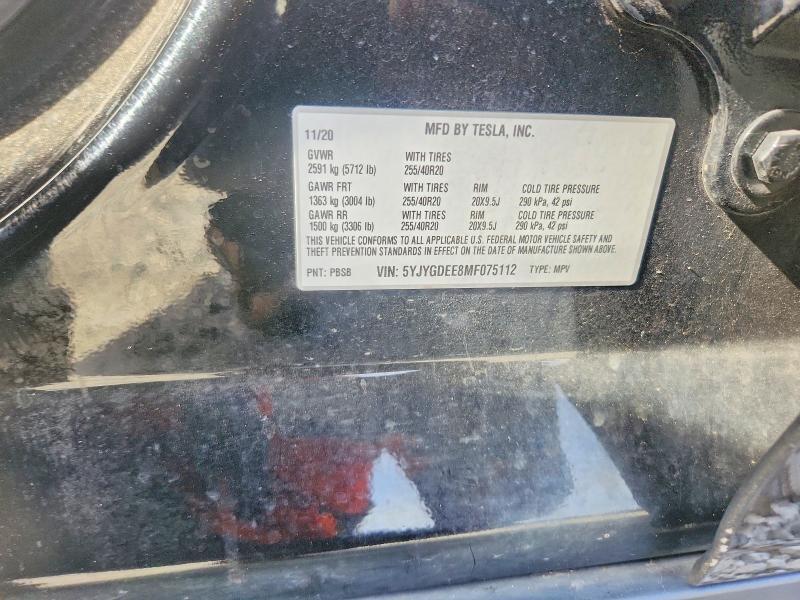 11/20 MFD BY TESLA, INC.
GVWR WITH TIRES
2591 kg (5712 lb) 255/40R20
GAWR FRT WITH TIRES RIM COLD TIRE PRESSURE
1363 kg (3004 lb) 255/40R20 20X9.5J 290 kPa, 42 psi
GAWR RR WITH TIRES RIM COLD TIRE PRESSURE
1500 kg (3306 lb) 255/40R20 20X9.5J 290 kPa, 42 psi
THIS VEHICLE CONFORMS TO ALL APPLICABLE U.S. FEDERAL MOTOR VEHICLE SAFETY AND
THEFT PREVENTION STANDARDS IN EFFECT ON THE DATE OF MANUFACTURE SHOWN ABOVE.
PNT: PBSB VIN: 5YJYGDEE8MF075112 TYPE: MPV